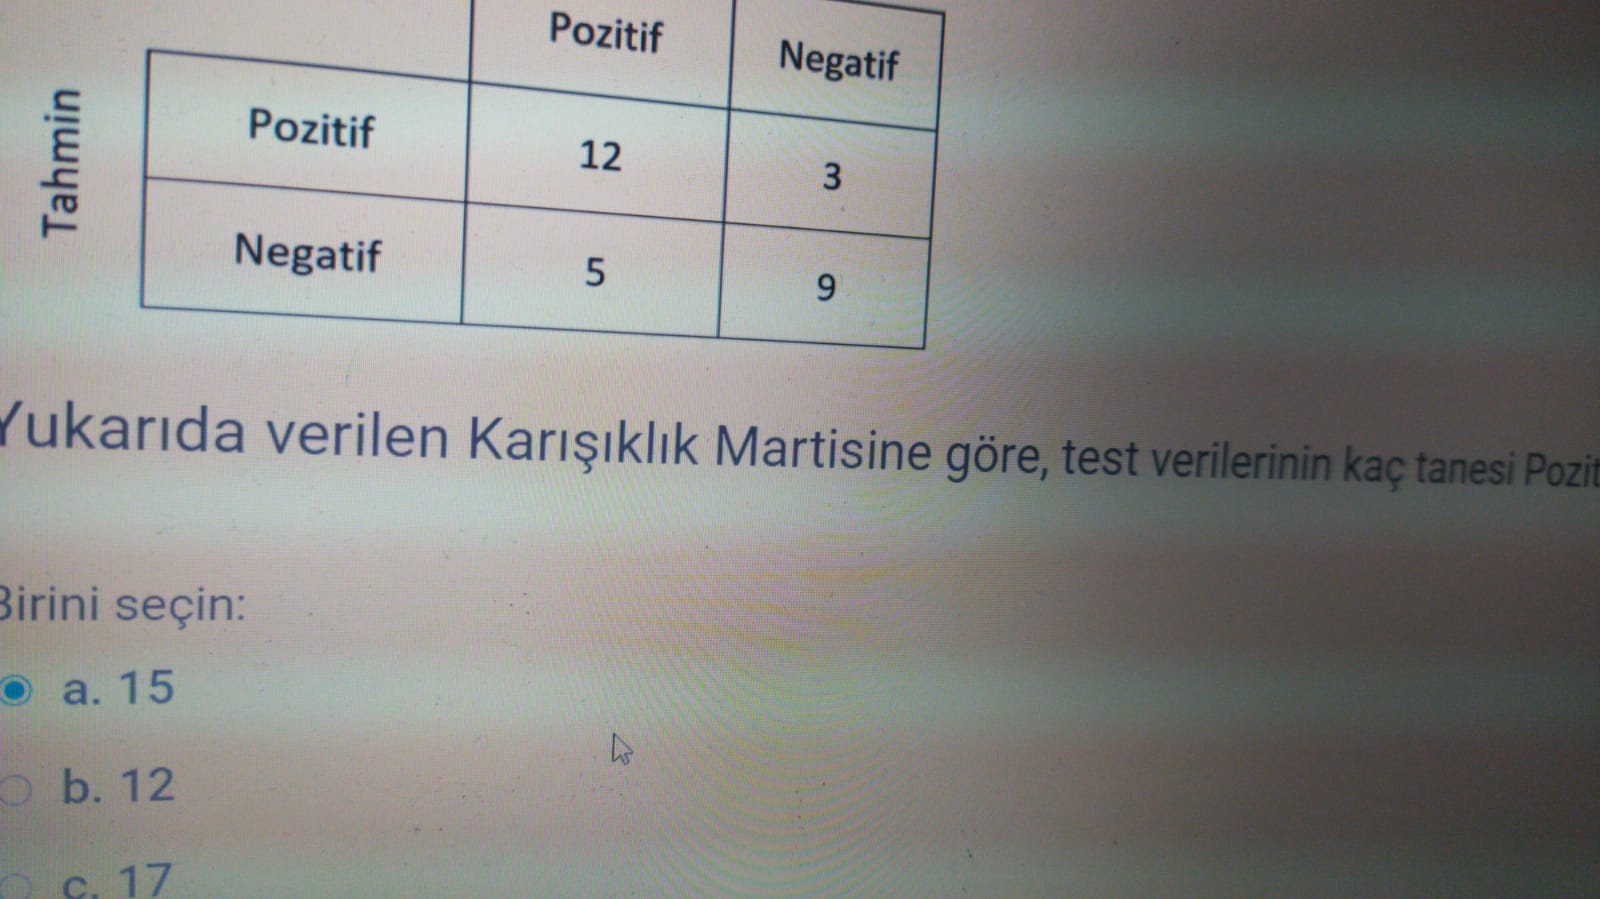 Pozitif Negatif
Tahmin
Pozitif 12 3
Negatif 5 9
Yukarıda verilen Karışıklık Martisine göre, test verilerinin kaç tanesi Pozit
Birini seçin:
a. 15
b. 12
c. 17